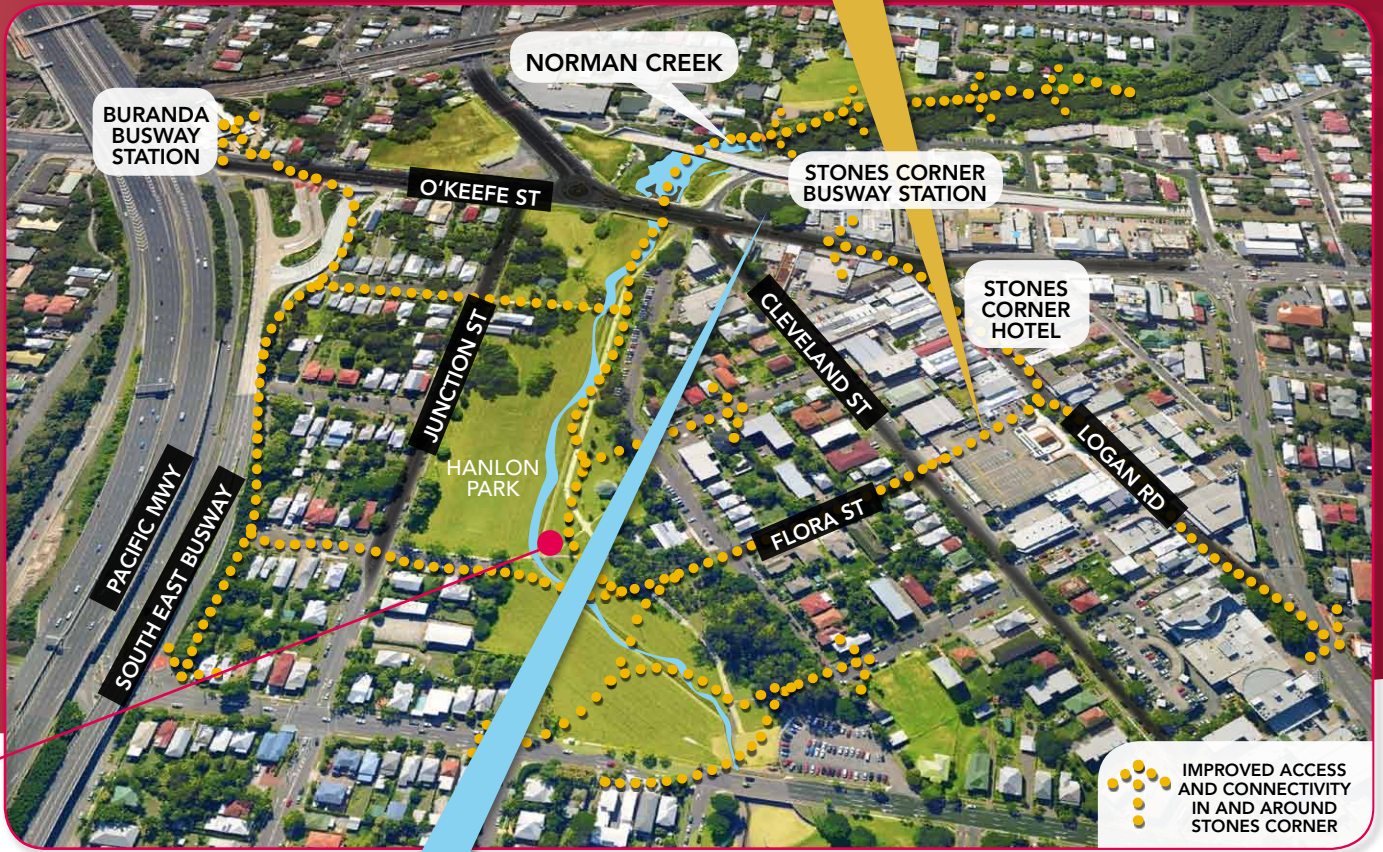 NORMAN CREEK
BURANDA
BUSWAY
STATION
STONES CORNER
BUSWAY STATION
O'KEEFE ST
STONES
CORNER
HOTEL
CLEVELAND ST
JUNCTION ST
HANLON
PARK
LOGAN RD
PACIFIC MWY
SOUTH EAST BUSWAY
FLORA ST
IMPROVED ACCESS
AND CONNECTIVITY
IN AND AROUND
STONES CORNER